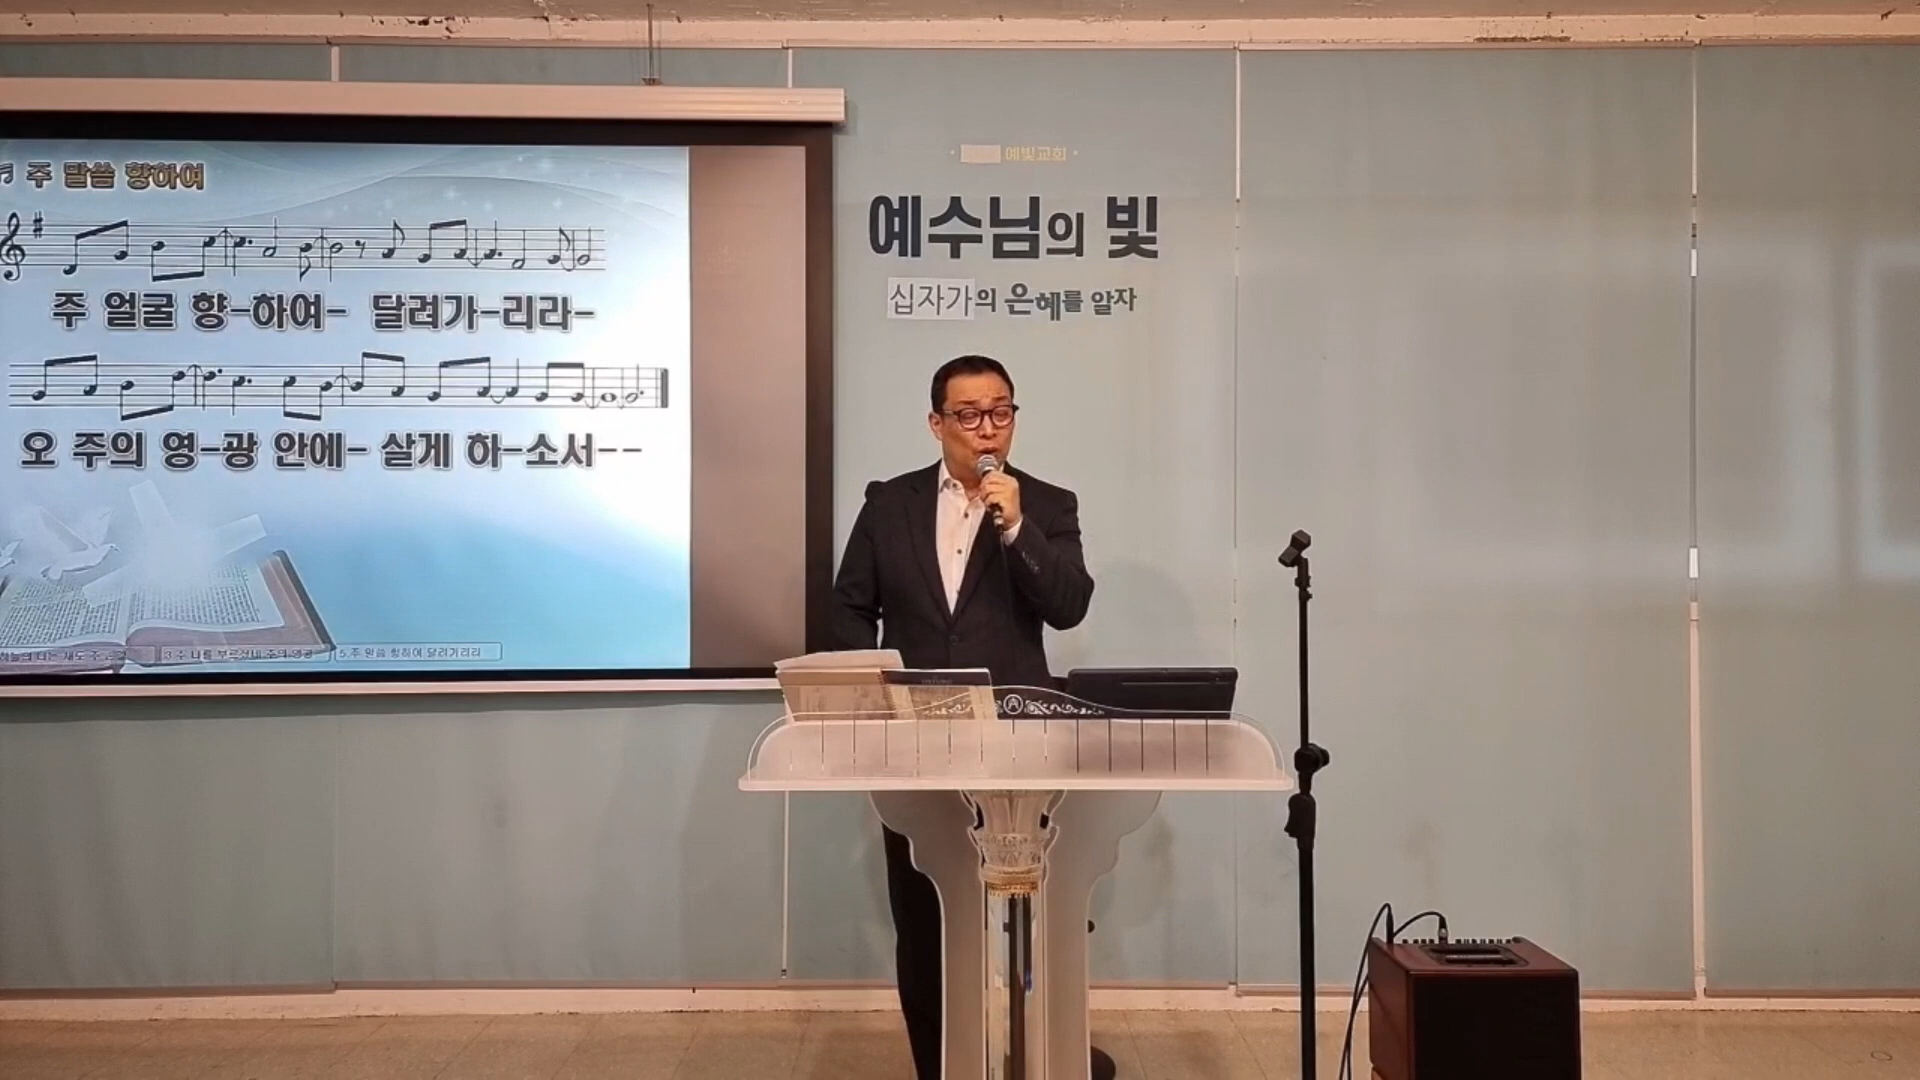 주 말씀 향하여
주 얼굴 향-하여- 달려가-리라-
오 주의 영-광 안에- 살게 하-소서--
3.주 나를 부르셨네 주의 영광
5.주 말씀 향하여 달려가리라
예빛교회
예수님의 빛
십자가의 은혜를 알자